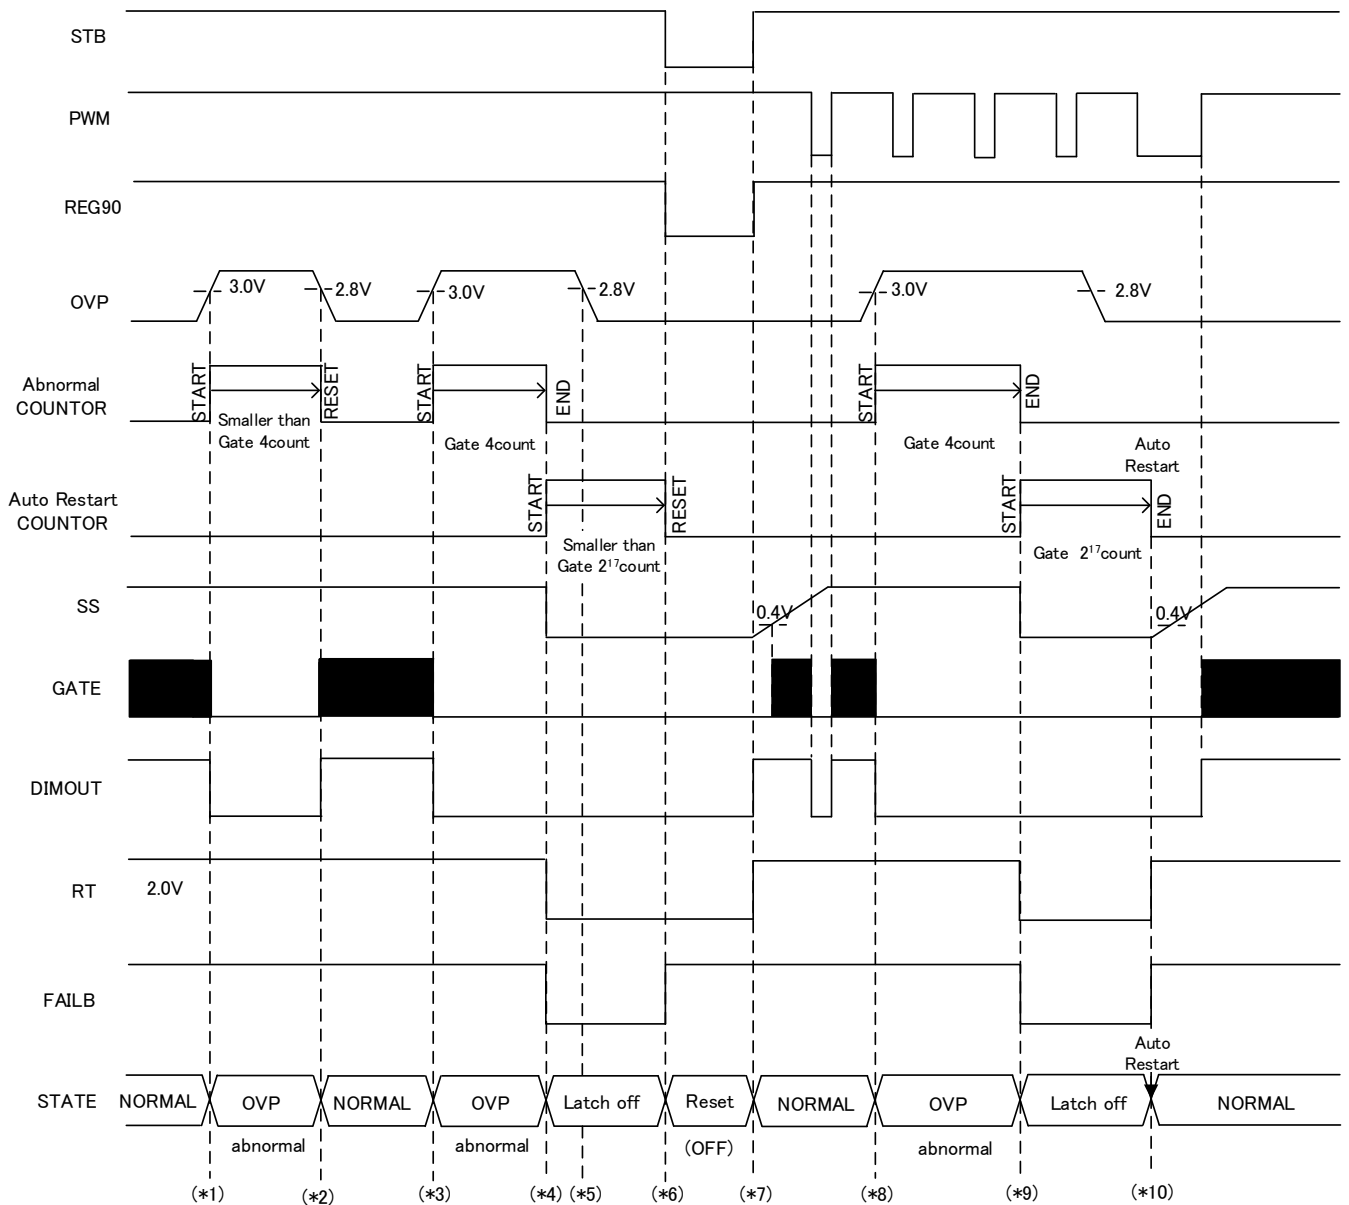 STB
PWM
REG90
OVP
3.0V
2.8V
3.0V
2.8V
3.0V
2.8V
Abnormal
COUNTOR
START
RESET
START
END
START
END
Smaller than
Gate 4count
Gate 4count
Gate 4count
Auto
Restart
Auto Restart
COUNTOR
START
RESET
START
END
Smaller than
Gate 2¹⁷count
Gate 2¹⁷count
SS
0.4V
0.4V
GATE
DIMOUT
RT
2.0V
FAILB
Auto
Restart
STATE
NORMAL
OVP
NORMAL
OVP
Latch off
Reset
NORMAL
OVP
Latch off
NORMAL
abnormal
abnormal
(OFF)
abnormal
(*1)
(*2)
(*3)
(*4)
(*5)
(*6)
(*7)
(*8)
(*9)
(*10)